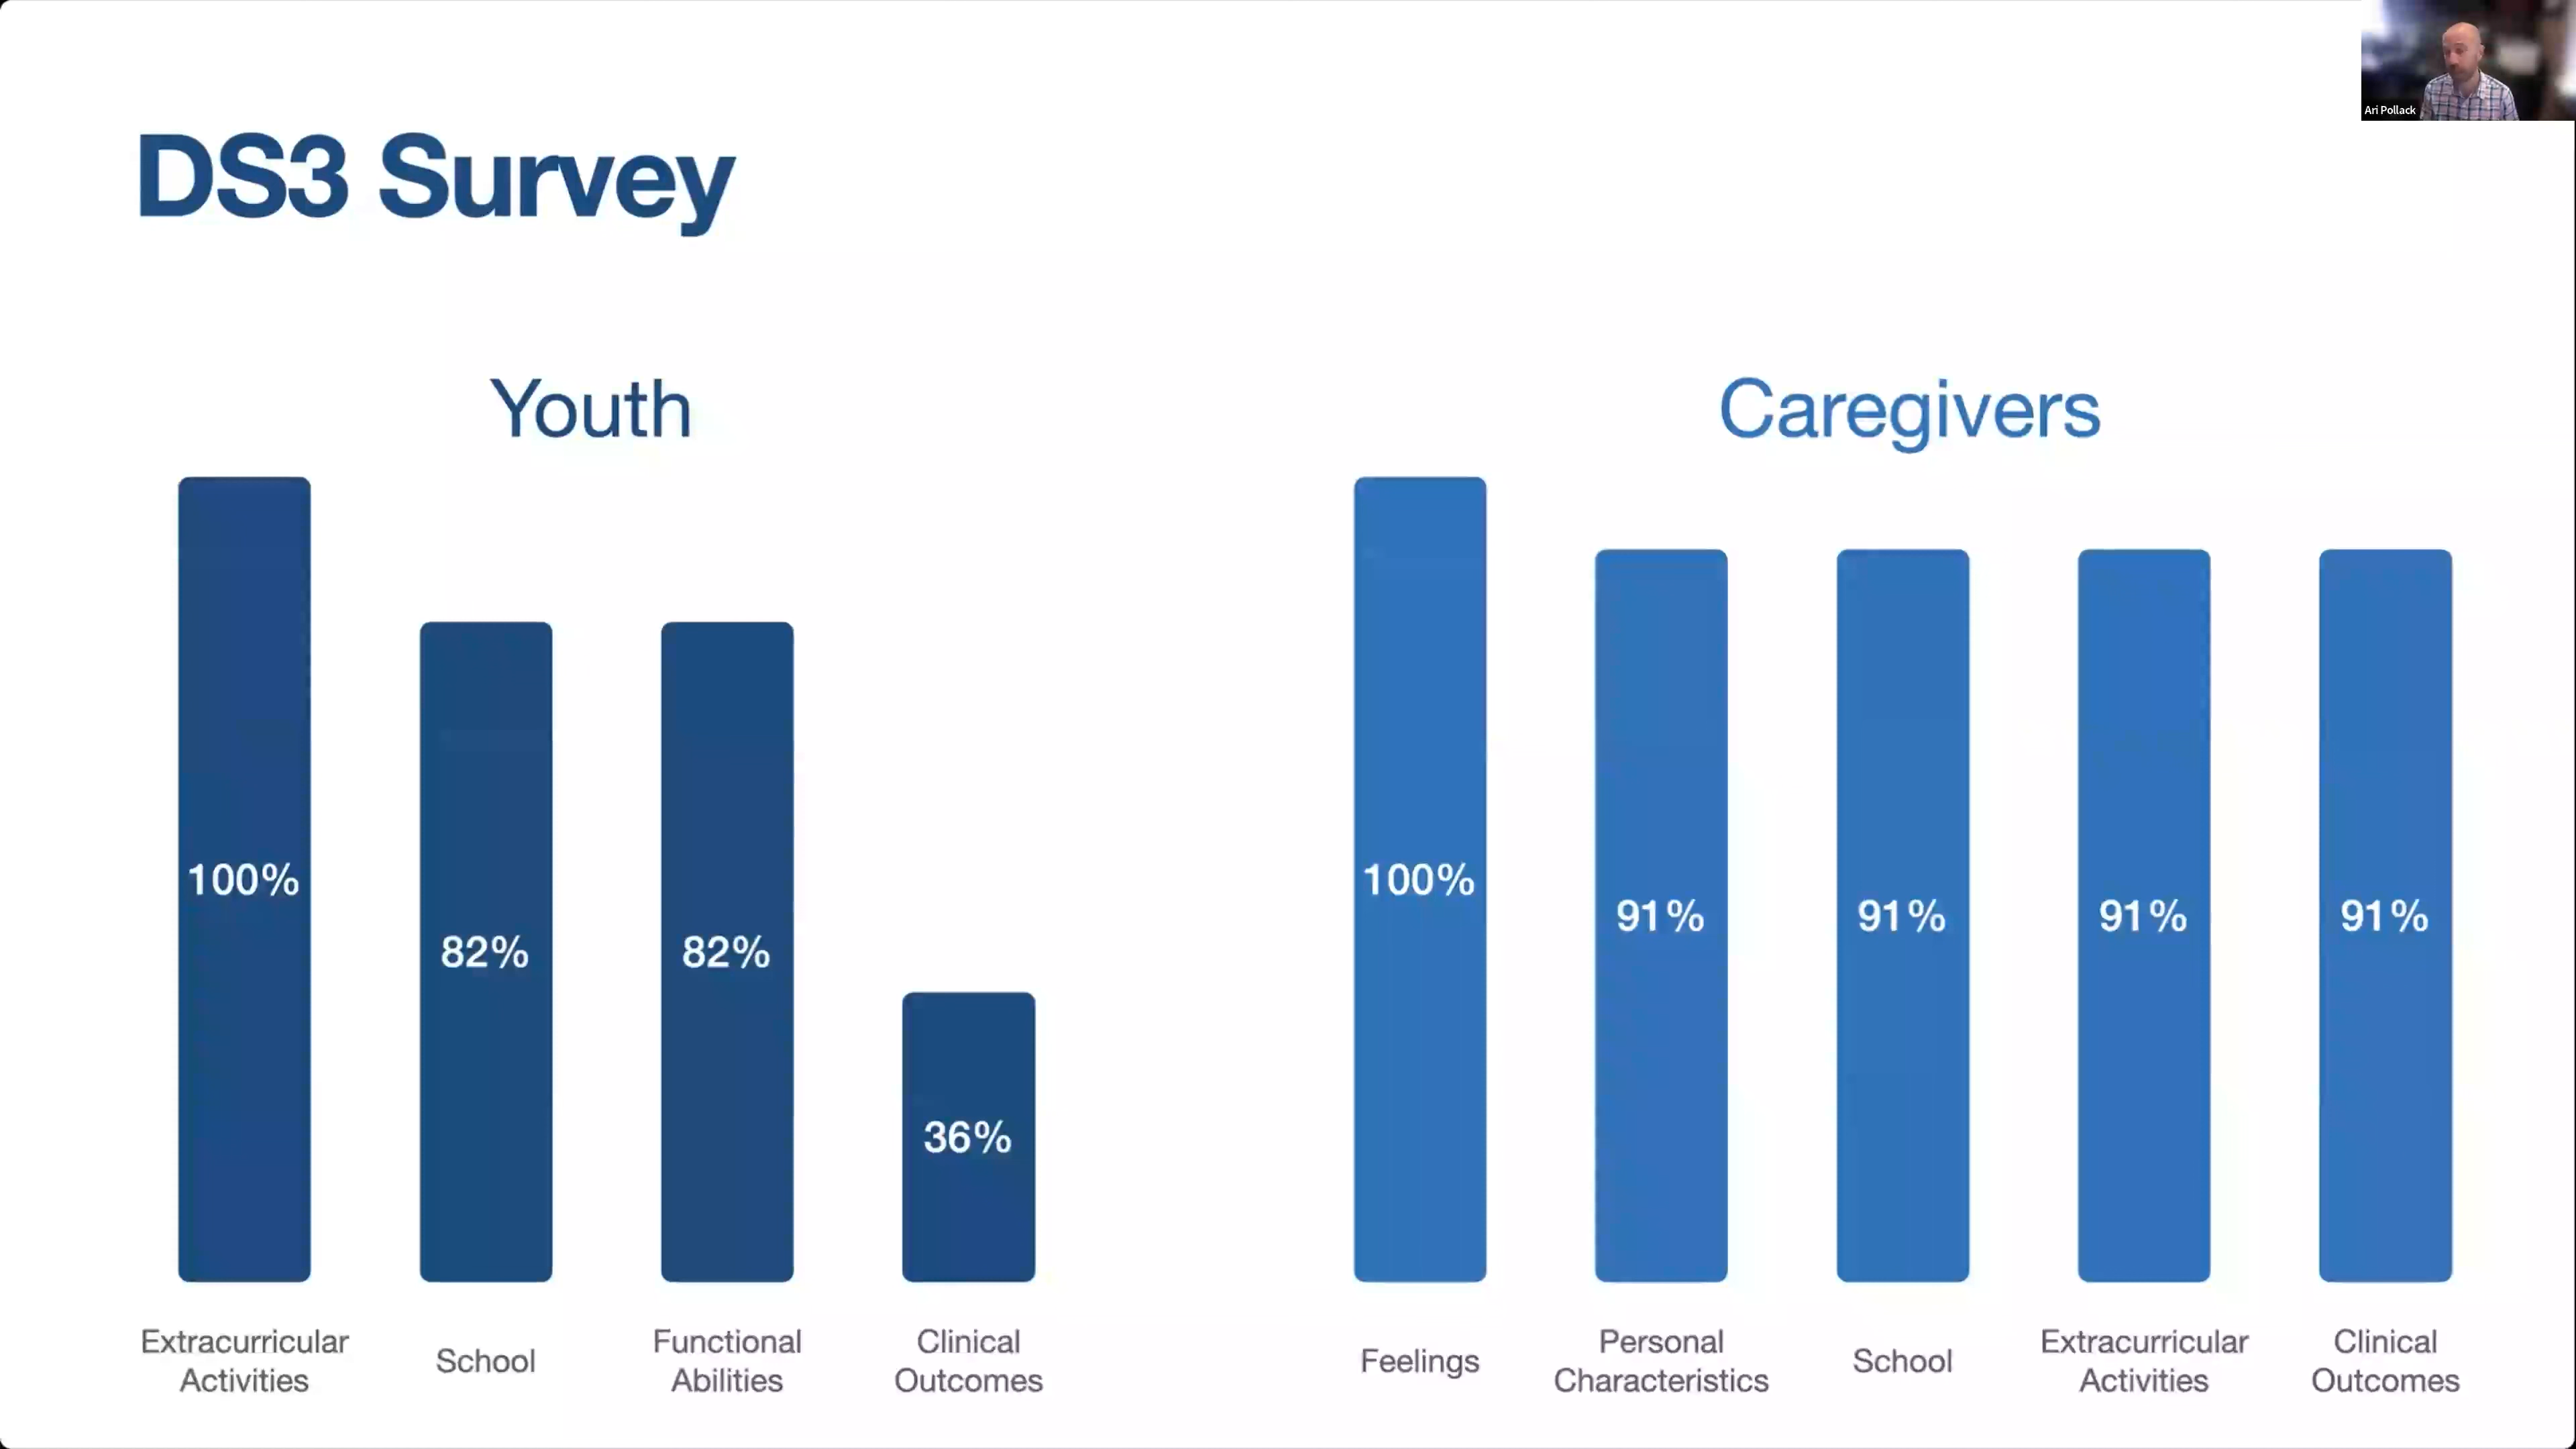 Ari Pollack
DS3 Survey
Youth
100%
82%
82%
36%
Extracurricular
Activities
School
Functional
Abilities
Clinical
Outcomes
Caregivers
100%
91%
91%
91%
91%
Feelings
Personal
Characteristics
School
Extracurricular
Activities
Clinical
Outcomes